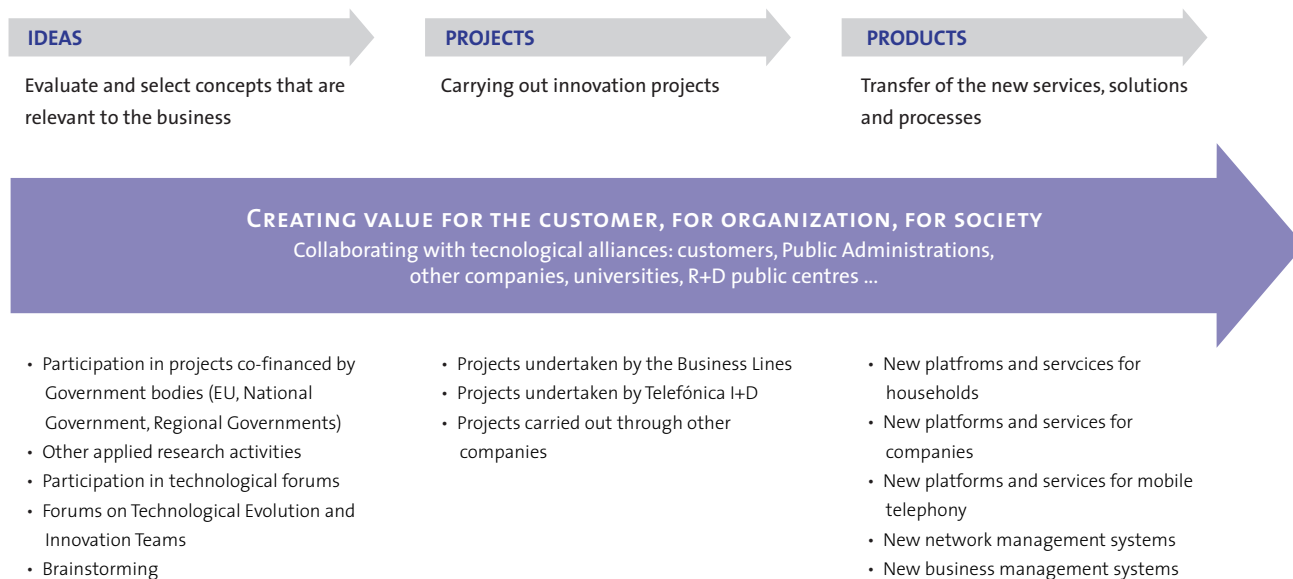 IDEAS
Evaluate and select concepts that are
relevant to the business
PROJECTS
Carrying out innovation projects
PRODUCTS
Transfer of the new services, solutions
and processes
CREATING VALUE FOR THE CUSTOMER, FOR ORGANIZATION, FOR SOCIETY
Collaborating with tecnological alliances: customers, Public Administrations,
other companies, universities, R+D public centres ...
• Participation in projects co-financed by
Government bodies (EU, National
Government, Regional Governments)
• Other applied research activities
• Participation in technological forums
• Forums on Technological Evolution and
Innovation Teams
• Brainstorming
• Projects undertaken by the Business Lines
• Projects undertaken by Telefónica I+D
• Projects carried out through other
companies
• New platfroms and servcices for
households
• New platforms and services for
companies
• New platforms and services for mobile
telephony
• New network management systems
• New business management systems